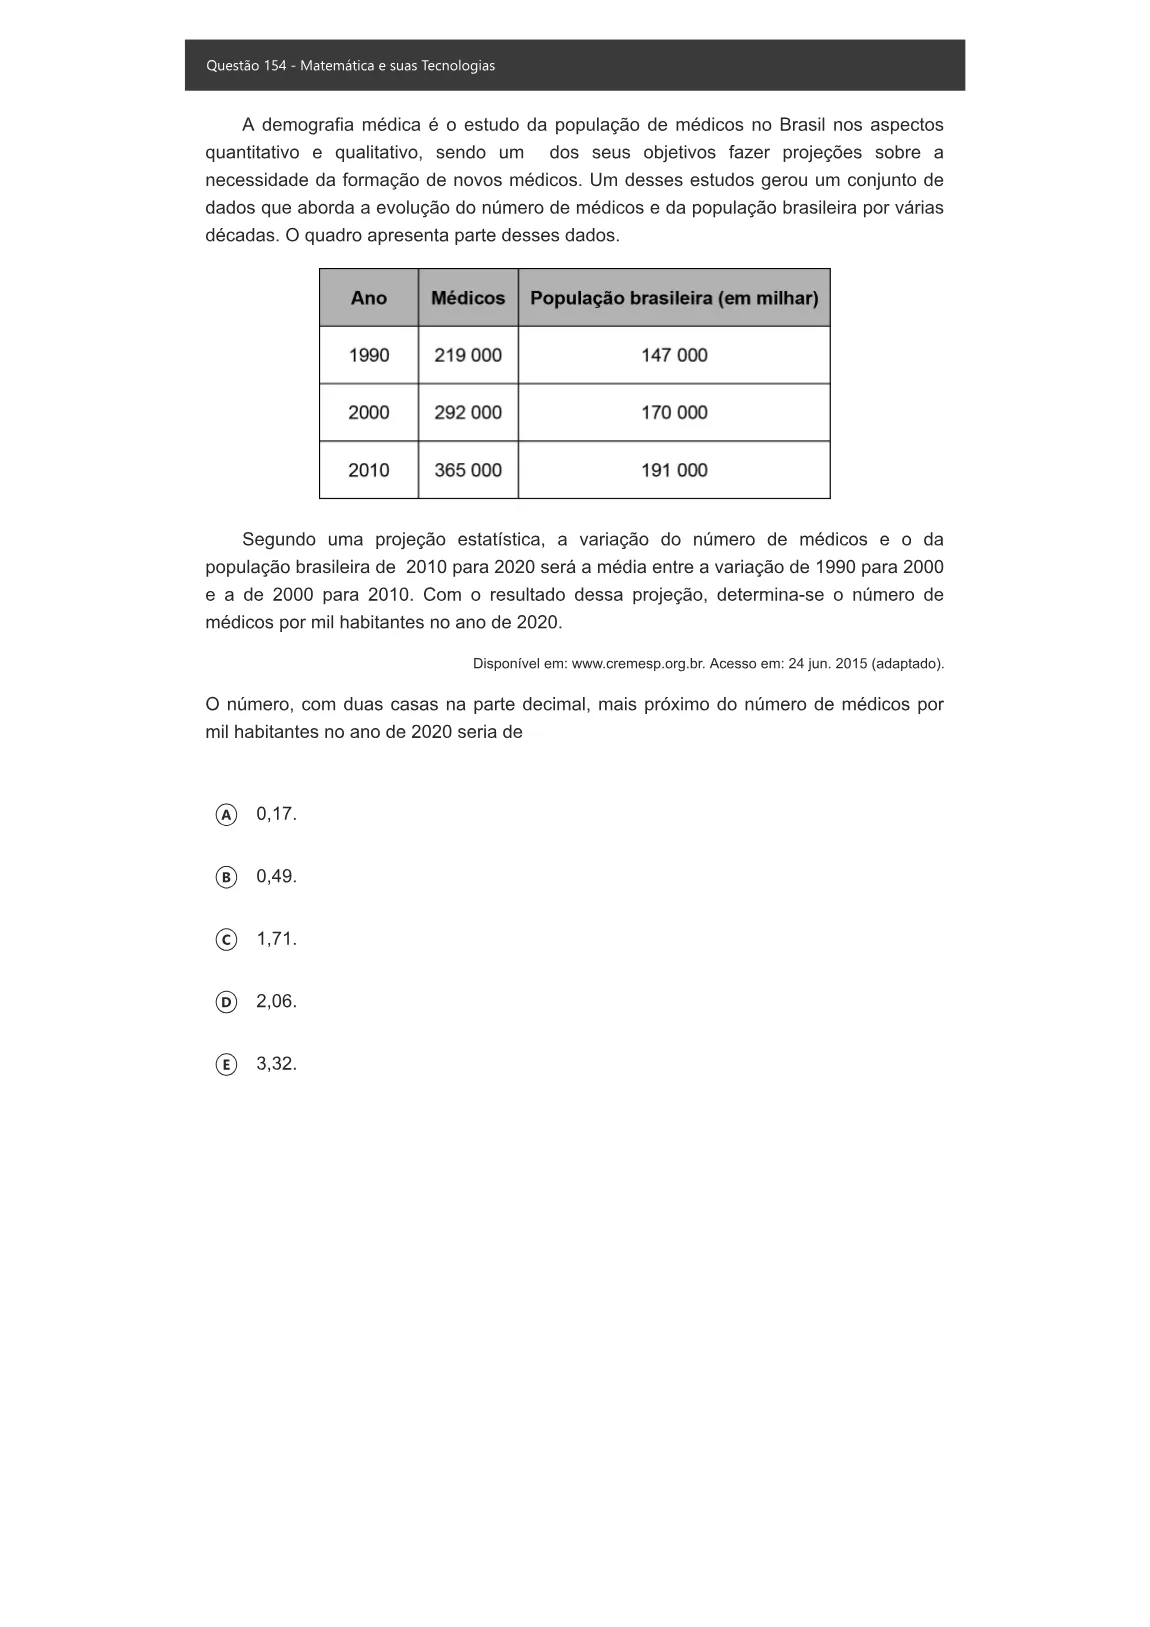 Questão 154 - Matemática e suas Tecnologias
A demografia médica é o estudo da população de médicos no Brasil nos aspectos
quantitativo e qualitativo, sendo um dos seus objetivos fazer projeções sobre a
necessidade da formação de novos médicos. Um desses estudos gerou um conjunto de
dados que aborda a evolução do número de médicos e da população brasileira por várias
décadas. O quadro apresenta parte desses dados.
Ano Médicos População brasileira (em milhar)
1990 219 000 147 000
2000 292 000 170 000
2010 365 000 191 000
Segundo uma projeção estatística, a variação do número de médicos e o da
população brasileira de 2010 para 2020 será a média entre a variação de 1990 para 2000
e a de 2000 para 2010. Com o resultado dessa projeção, determina-se o número de
médicos por mil habitantes no ano de 2020.
Disponível em: www.cremesp.org.br. Acesso em: 24 jun. 2015 (adaptado).
O número, com duas casas na parte decimal, mais próximo do número de médicos por
mil habitantes no ano de 2020 seria de
A 0,17.
B 0,49.
C 1,71.
D 2,06.
E 3,32.